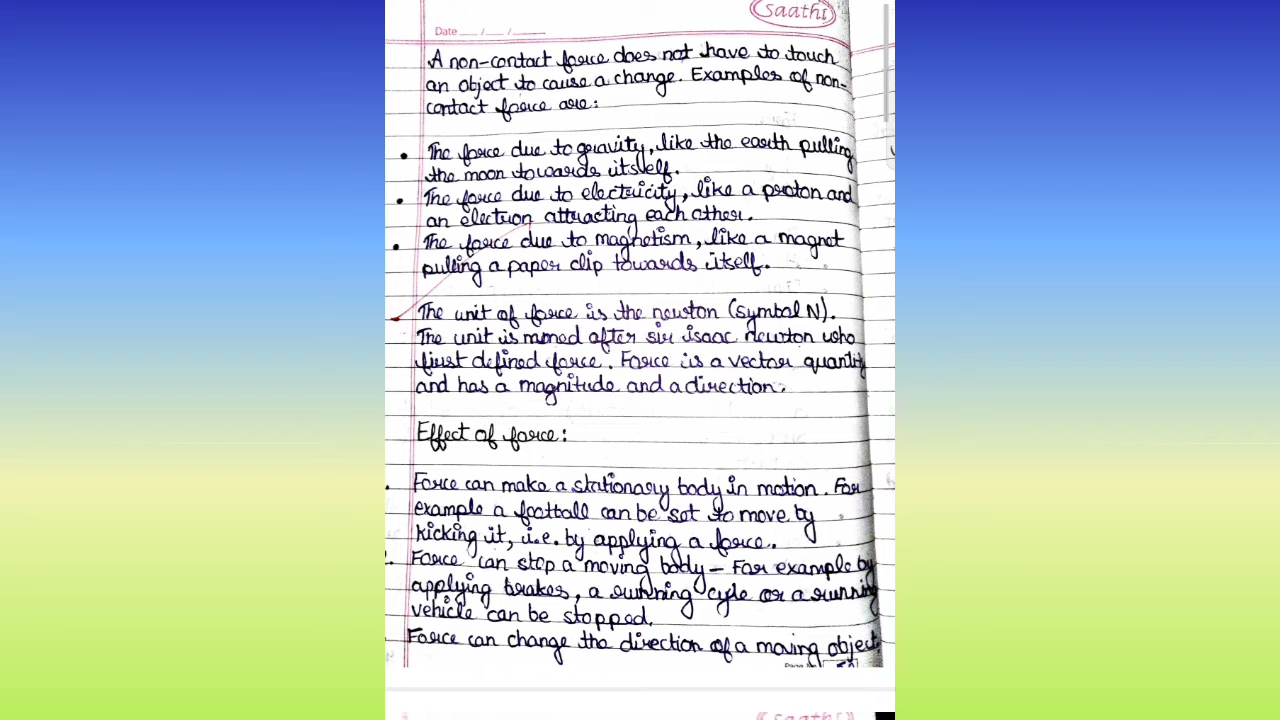 Saathi
Date __/__/____
A non-contact force does not have to touch
an object to cause a change. Examples of non-
contact force are:
• The force due to gravity, like the earth pulling
the moon towards itself.
• The force due to electricity, like a proton and
an electron attracting each other.
• The force due to magnetism, like a magnet
pulling a paper clip towards itself.
The unit of force is the newton (symbol N).
The unit is mmed after sir isaac newton who
first defined force. Force is a vector quantity
and has a magnitude and a direction.
Effect of force:
Force can make a stationary body in motion. For
example a football can be set to move by
kicking it, i.e. by applying a force.
Force can stop a moving body – For example by
applying brakes, a running cycle or a running
vehicle can be stopped.
Force can change the direction of a moving object
Saathi